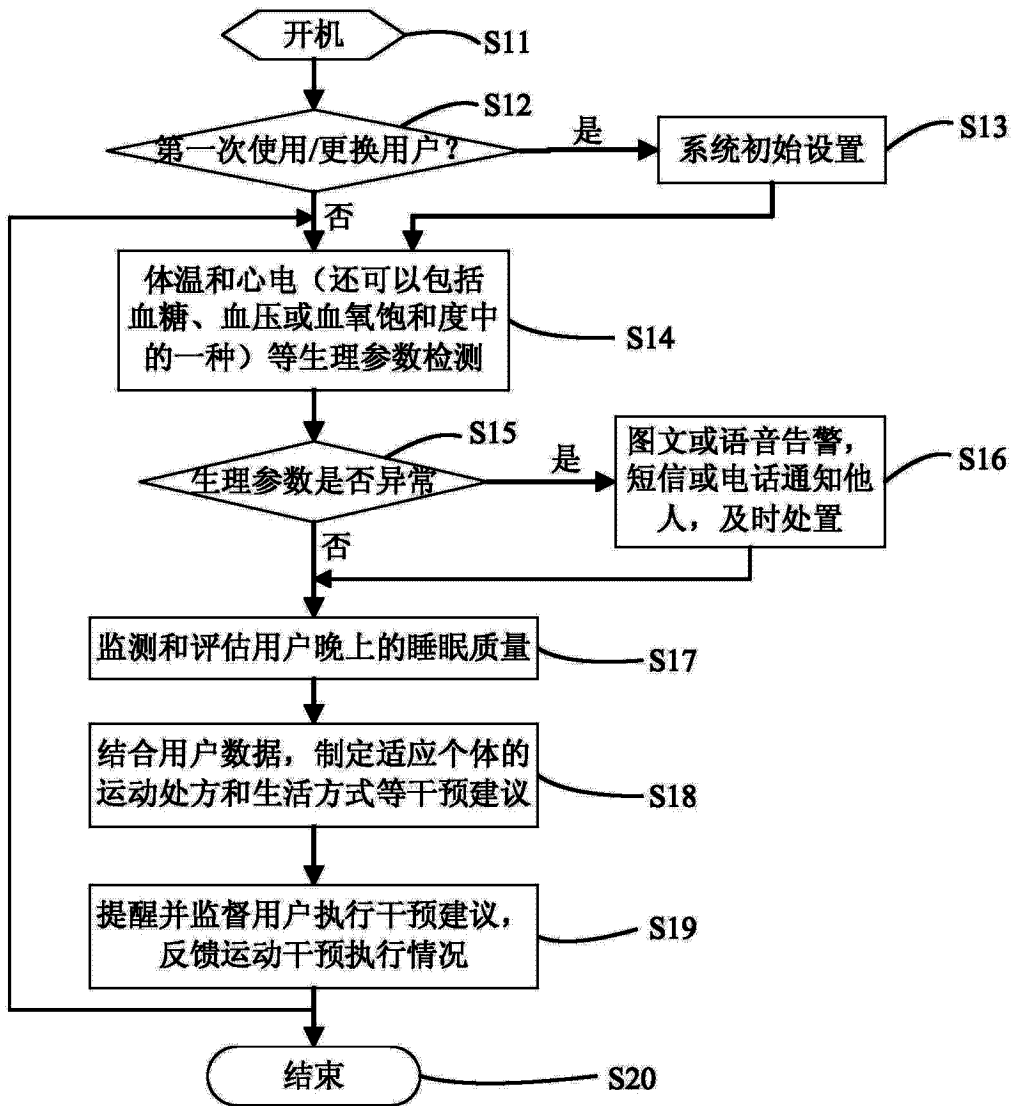 开机
S11
S12
第一次使用/更换用户？
是
系统初始设置
S13
否
体温和心电（还可以包括
血糖、血压或血氧饱和度中
的一种）等生理参数检测
S14
S15
生理参数是否异常
是
图文或语音告警，
短信或电话通知他
人，及时处置
S16
否
监测和评估用户晚上的睡眠质量
S17
结合用户数据，制定适应个体的
运动处方和生活方式等干预建议
S18
提醒并监督用户执行干预建议，
反馈运动干预执行情况
S19
结束
S20